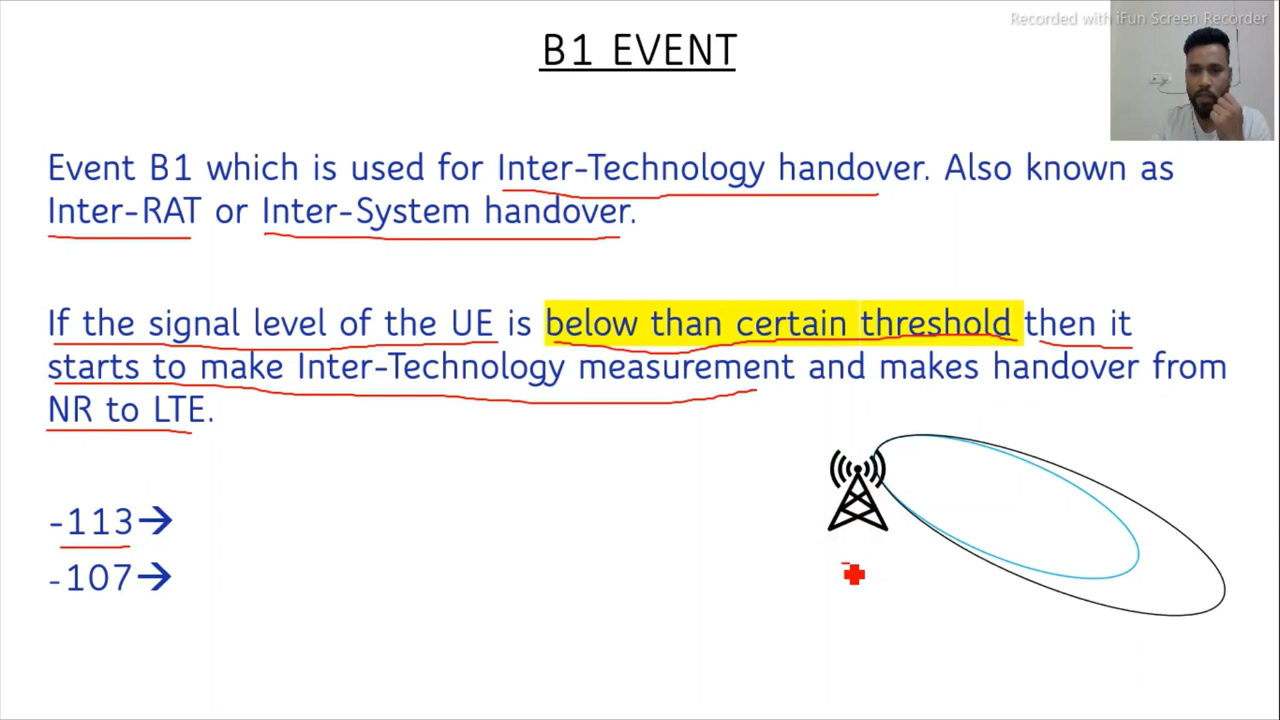 Recorded with iFun Screen Recorder
B1 EVENT
Event B1 which is used for Inter-Technology handover. Also known as
Inter-RAT or Inter-System handover.
If the signal level of the UE is below than certain threshold then it
starts to make Inter-Technology measurement and makes handover from
NR to LTE.
-113→
-107→